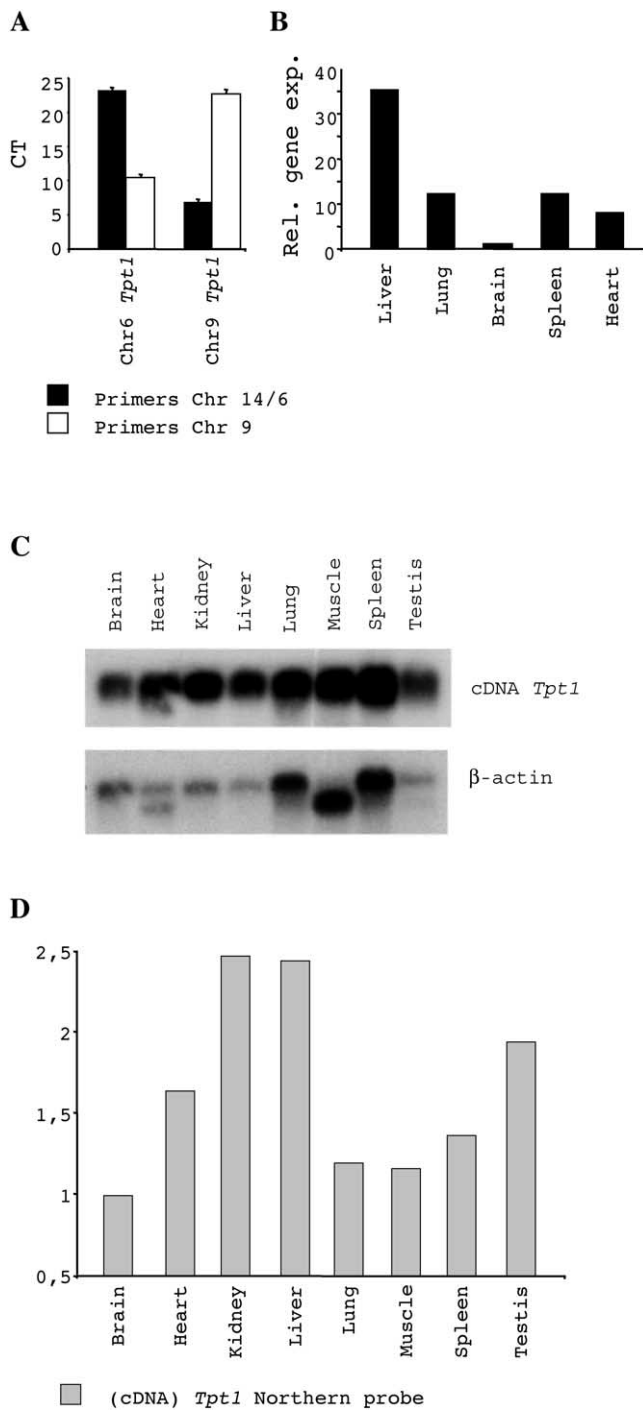 A
CT
25
20
15
10
5
0
Chr6 Tpt1
Chr9 Tpt1
Primers Chr 14/6
Primers Chr 9
B
Rel. gene exp.
40
30
20
10
0
Liver
Lung
Brain
Spleen
Heart
C
Brain
Heart
Kidney
Liver
Lung
Muscle
Spleen
Testis
cDNA Tpt1
β-actin
D
2,5
2
1,5
1
0,5
Brain
Heart
Kidney
Liver
Lung
Muscle
Spleen
Testis
(cDNA) Tpt1 Northern probe